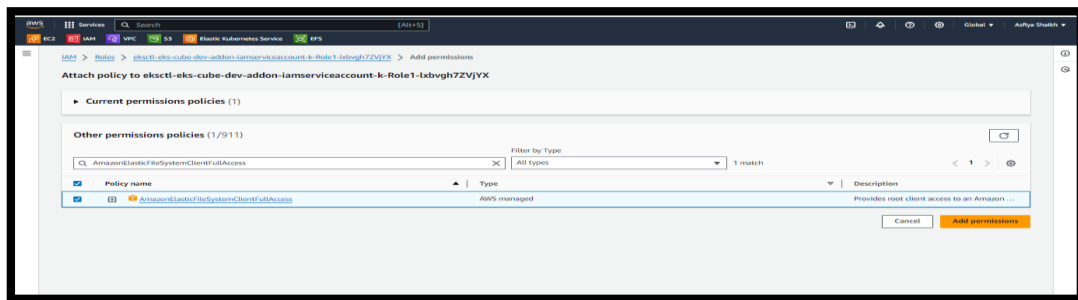 aws Services Search [Alt+S] Global ▼ Asfiya Shaikh ▼
EC2 IAM VPC S3 Elastic Kubernetes Service EFS
IAM > Roles > eksctl-eks-cube-dev-addon-iamserviceaccount-k-Role1-lxbvgh7ZVjYX > Add permissions
Attach policy to eksctl-eks-cube-dev-addon-iamserviceaccount-k-Role1-lxbvgh7ZVjYX
▶ Current permissions policies (1)
Other permissions policies (1/911)
Filter by Type
AmazonElasticFileSystemClientFullAccess All types 1 match < 1 >
Policy name ▲ Type ▼ Description
AmazonElasticFileSystemClientFullAccess AWS managed Provides root client access to an Amazon ...
Cancel Add permissions